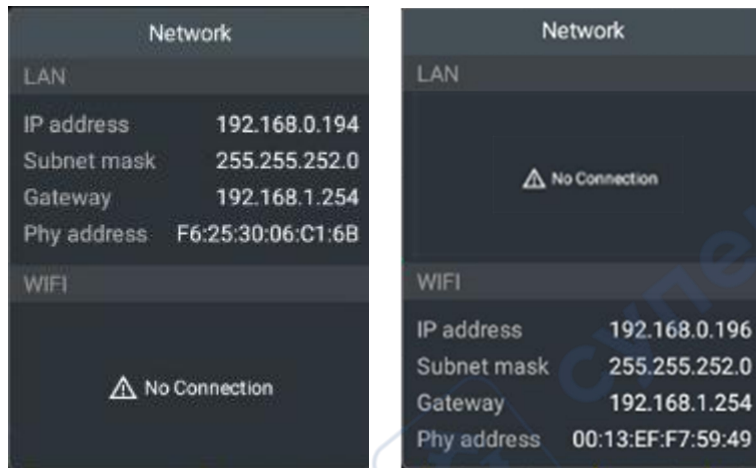 Network
LAN
IP address 192.168.0.194
Subnet mask 255.255.252.0
Gateway 192.168.1.254
Phy address F6:25:30:06:C1:6B
WIFI
No Connection
Network
LAN
No Connection
WIFI
IP address 192.168.0.196
Subnet mask 255.255.252.0
Gateway 192.168.1.254
Phy address 00:13:EF:F7:59:49